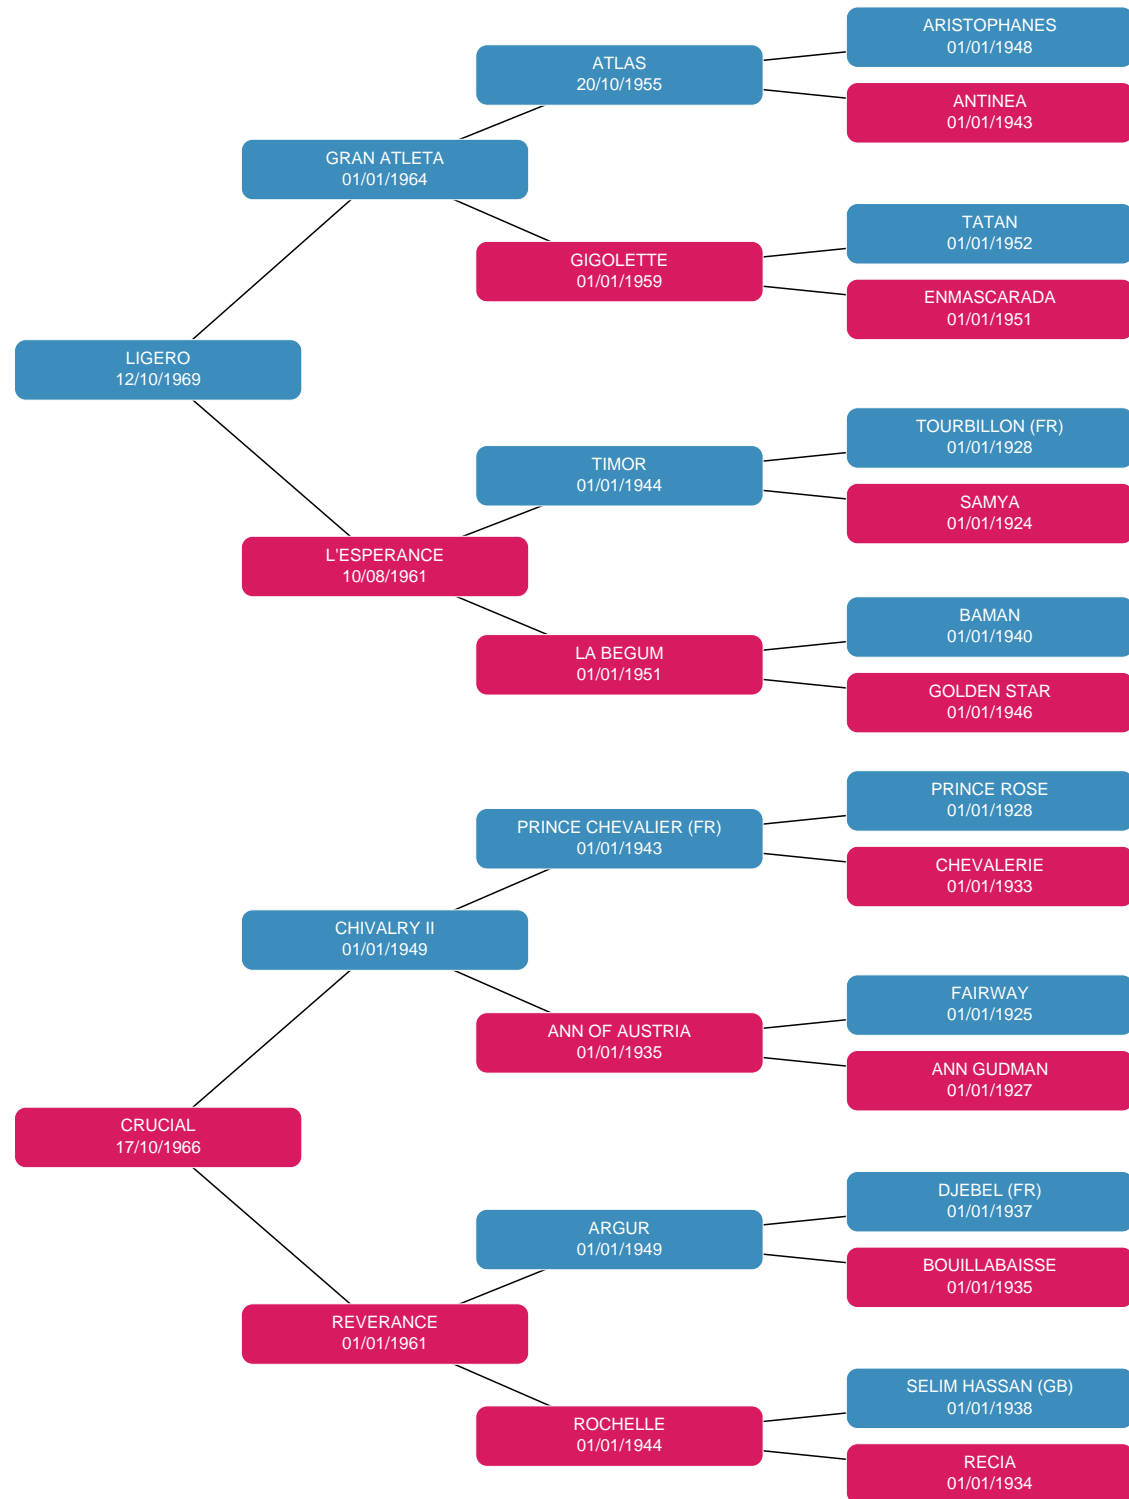 ARISTOPHANES
01/01/1948
ATLAS
20/10/1955
ANTINEA
01/01/1943
GRAN ATLETA
01/01/1964
TATAN
01/01/1952
GIGOLETTE
01/01/1959
ENMASCARADA
01/01/1951
LIGERO
12/10/1969
TOURBILLON (FR)
01/01/1928
TIMOR
01/01/1944
SAMYA
01/01/1924
L'ESPERANCE
10/08/1961
BAMAN
01/01/1940
LA BEGUM
01/01/1951
GOLDEN STAR
01/01/1946
PRINCE ROSE
01/01/1928
PRINCE CHEVALIER (FR)
01/01/1943
CHEVALERIE
01/01/1933
CHIVALRY II
01/01/1949
FAIRWAY
01/01/1925
ANN OF AUSTRIA
01/01/1935
ANN GUDMAN
01/01/1927
CRUCIAL
17/10/1966
DJEBEL (FR)
01/01/1937
ARGUR
01/01/1949
BOUILLABAISSE
01/01/1935
REVERANCE
01/01/1961
SELIM HASSAN (GB)
01/01/1938
ROCHELLE
01/01/1944
RECIA
01/01/1934